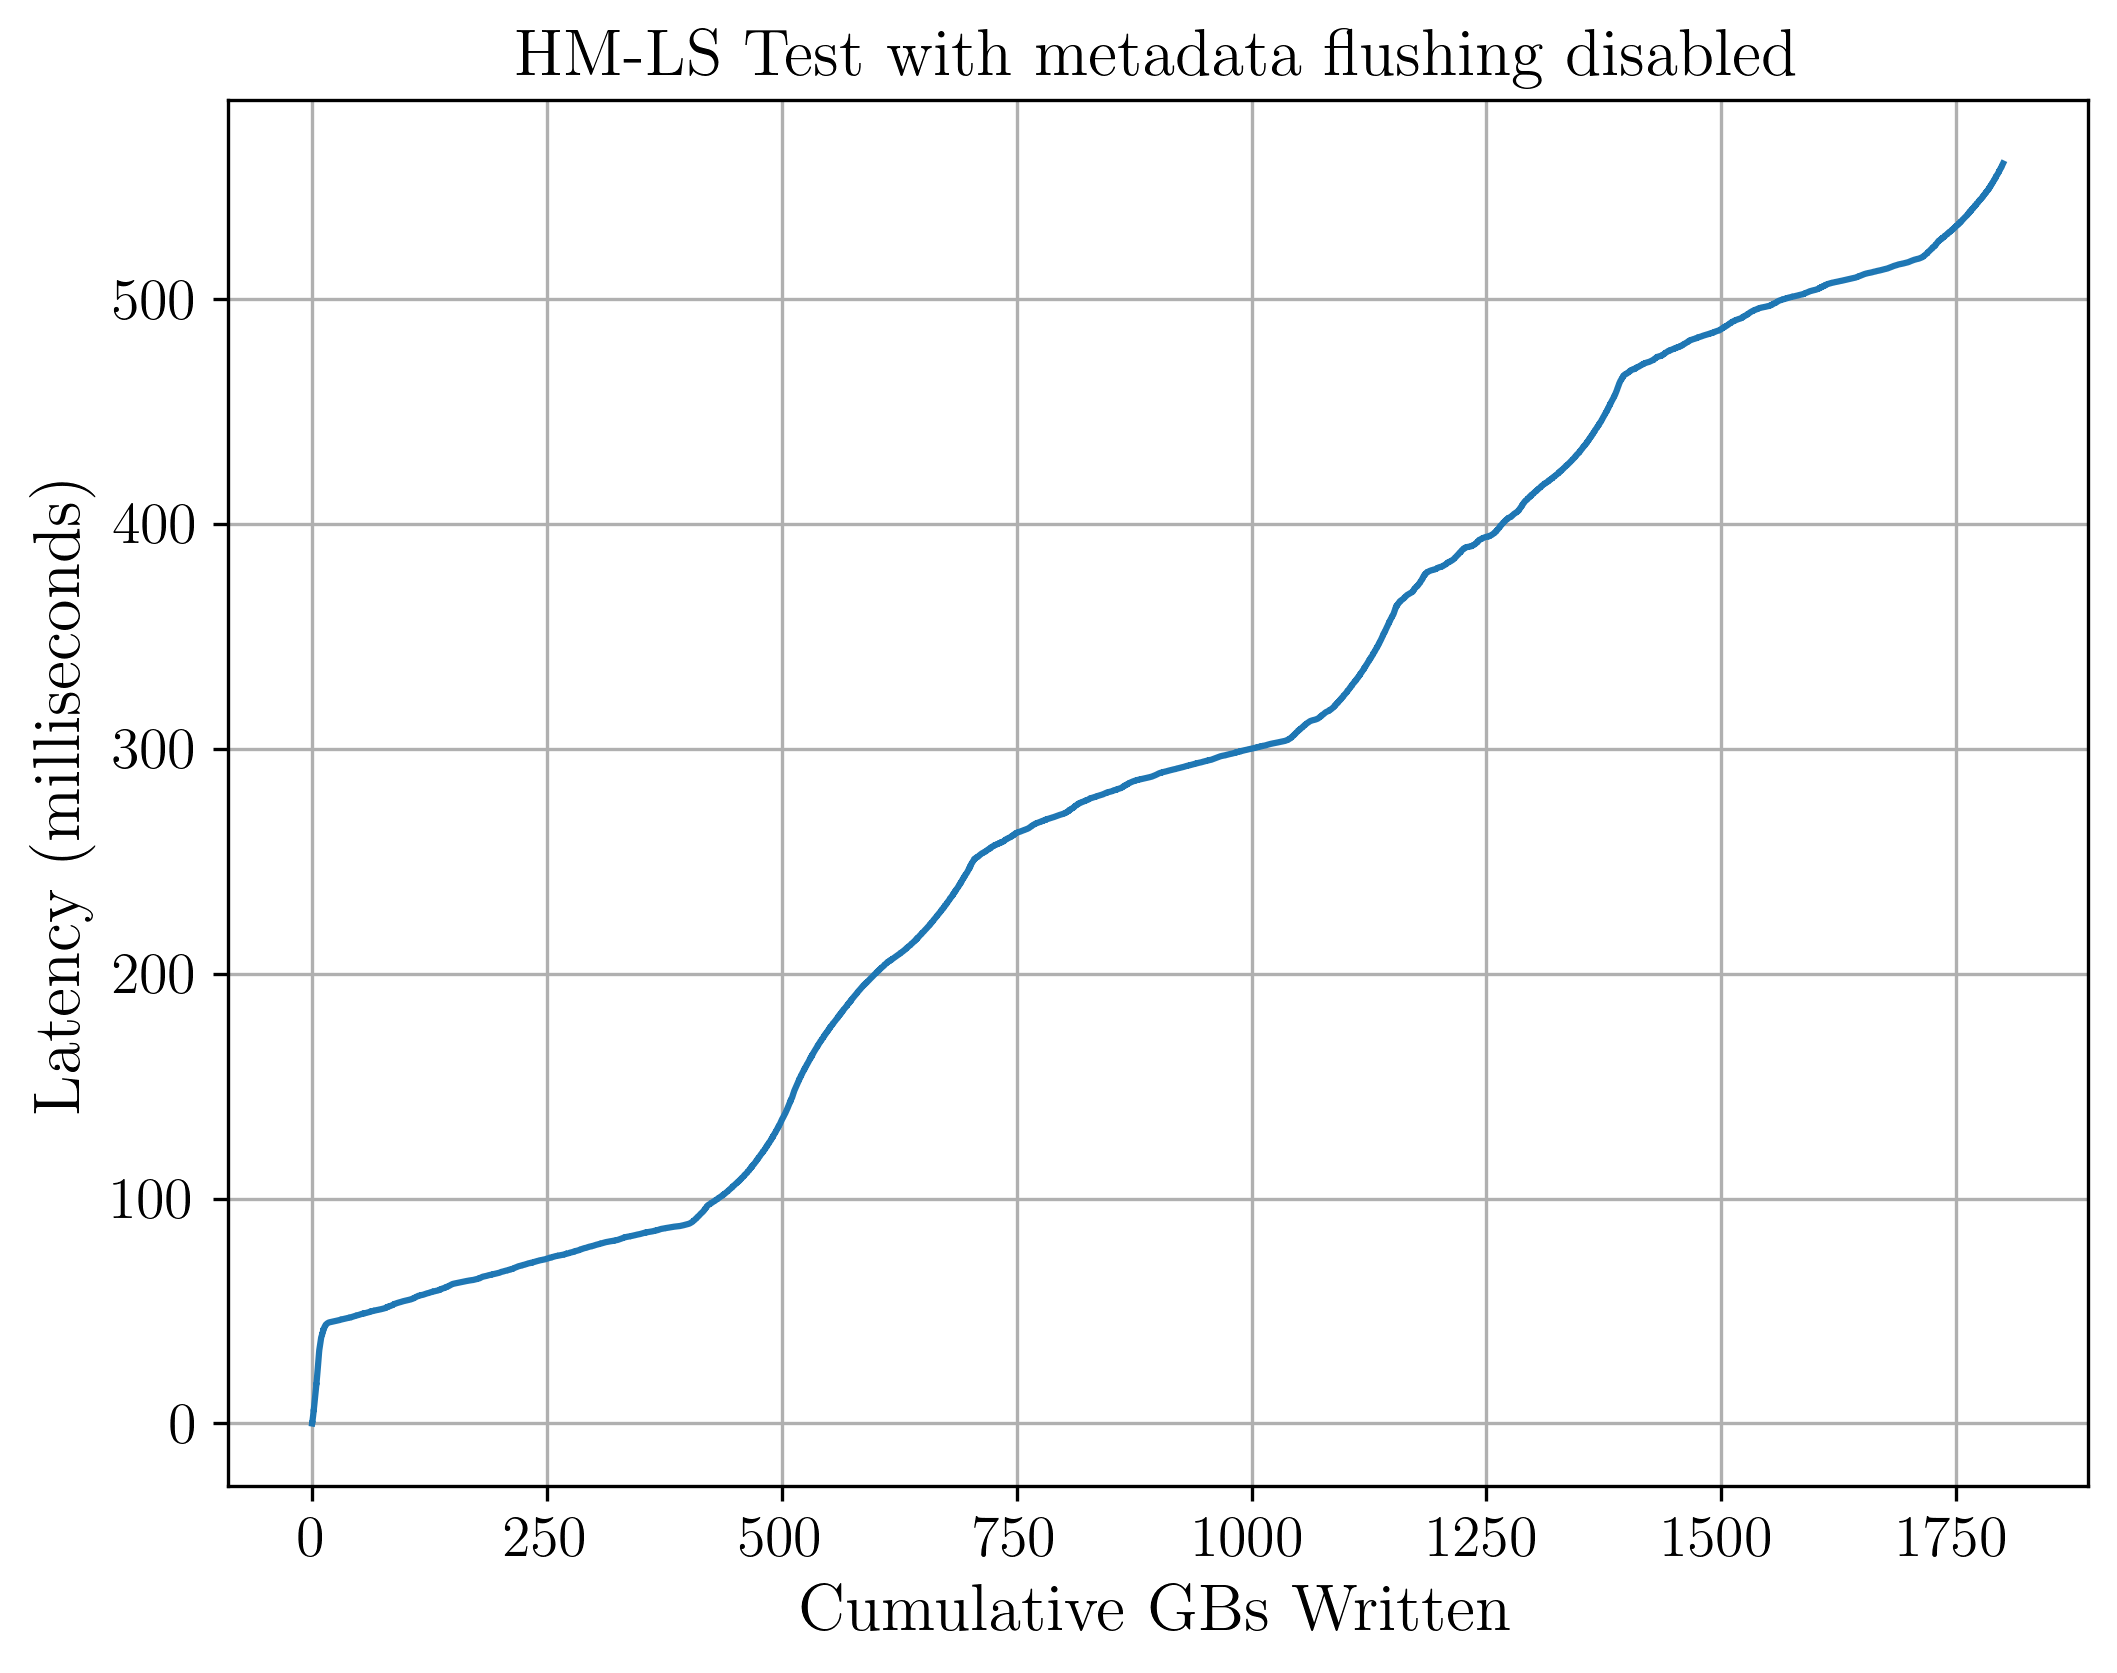 HM-LS Test with metadata flushing disabled
Latency (milliseconds)
500
400
300
200
100
0
0 250 500 750 1000 1250 1500 1750
Cumulative GBs Written